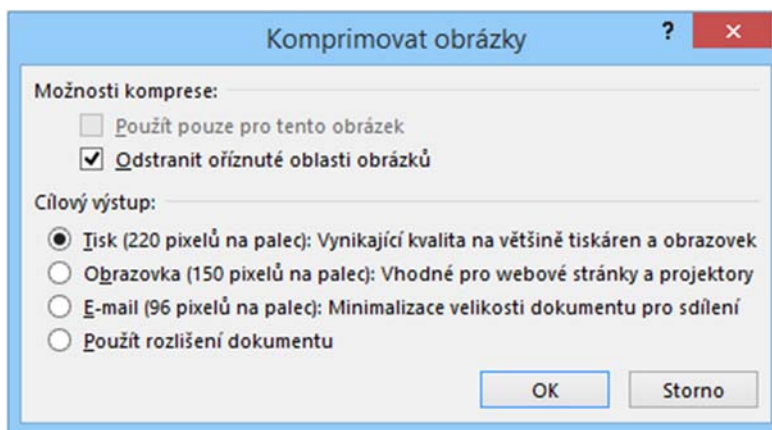 Komprimovat obrázky
?
×
Možnosti komprese:
Použít pouze pro tento obrázek
Odstranit oříznuté oblasti obrázků
Cílový výstup:
Tisk (220 pixelů na palec): Vynikající kvalita na většině tiskáren a obrazovek
Obrazovka (150 pixelů na palec): Vhodné pro webové stránky a projektory
E-mail (96 pixelů na palec): Minimalizace velikosti dokumentu pro sdílení
Použít rozlišení dokumentu
OK
Storno